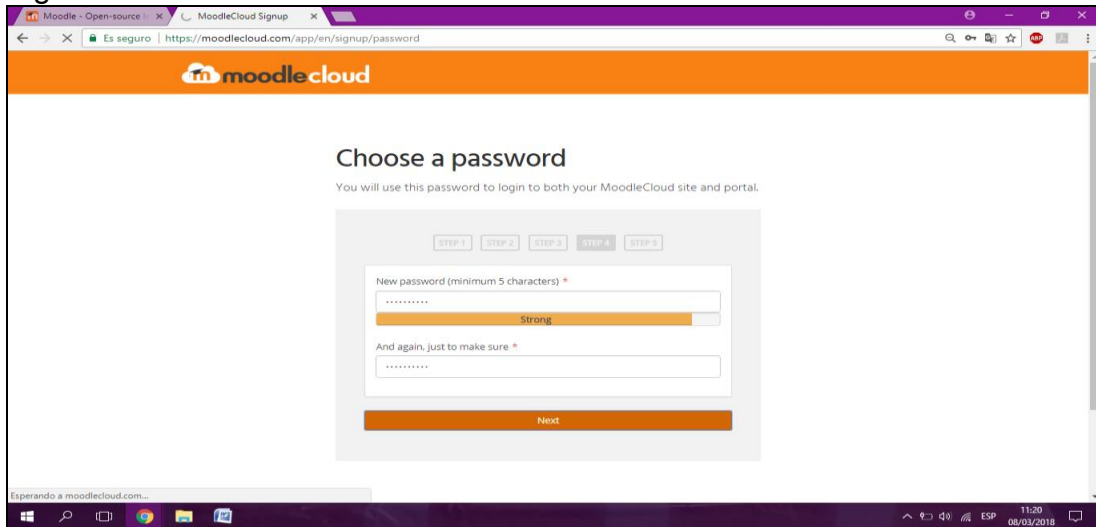 Moodle - Open-source l
MoodleCloud Signup
Es seguro
https://moodlecloud.com/app/en/signup/password
ABP
moodlecloud
Choose a password
You will use this password to login to both your MoodleCloud site and portal.
STEP 1 STEP 2 STEP 3 STEP 4 STEP 5
New password (minimum 5 characters) *
..........
Strong
And again, just to make sure *
..........
Next
Esperando a moodlecloud.com...
ESP
11:20
08/03/2018